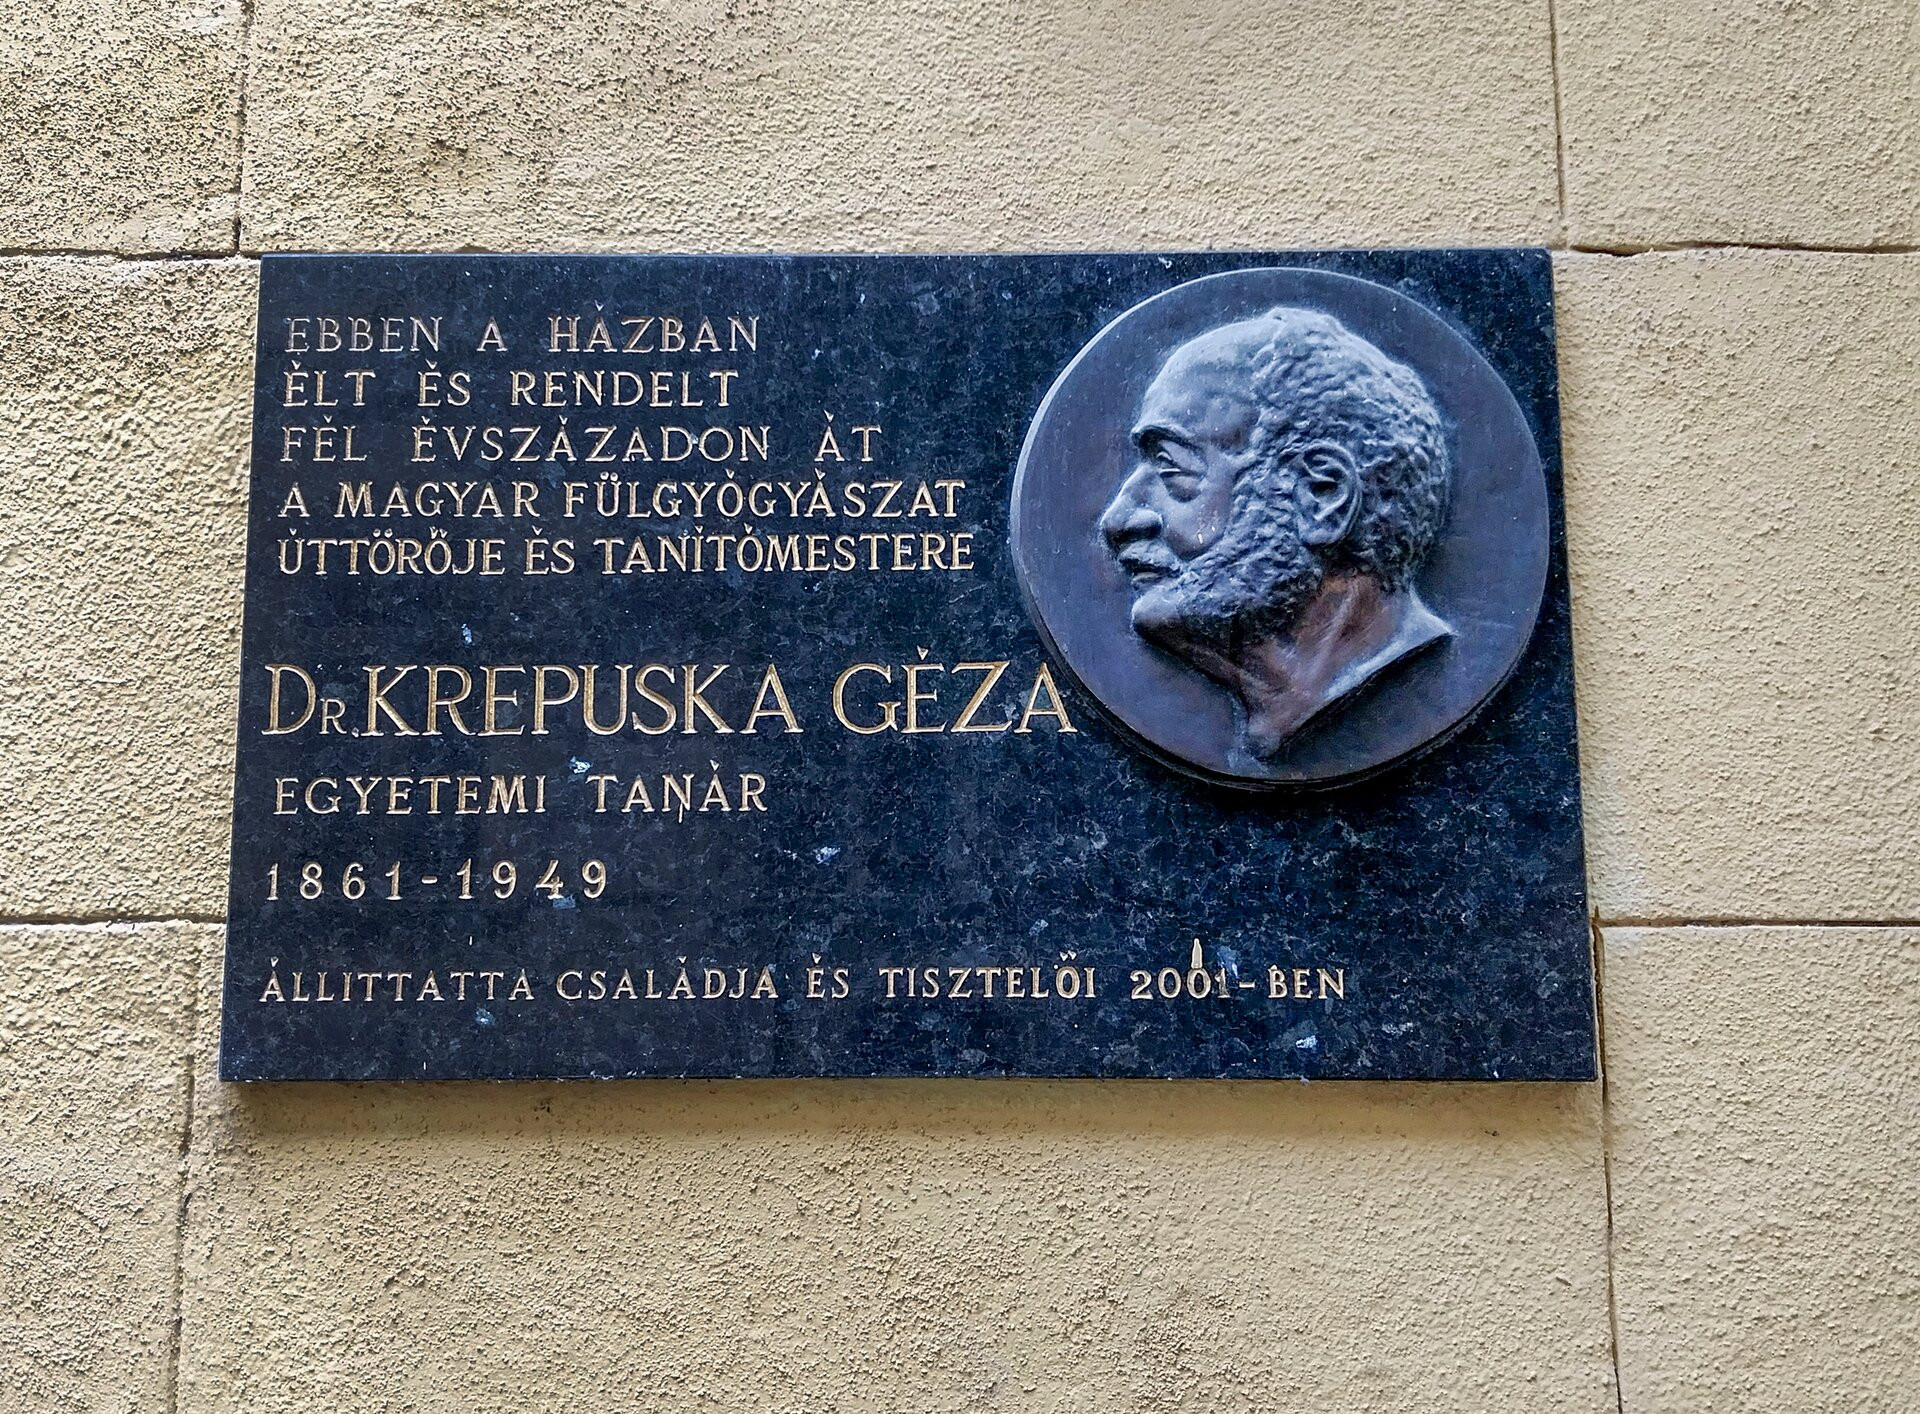 EBBEN A HÁZBAN
ÉLT ÉS RENDELT
FÉL ÉVSZÁZADON ÁT
A MAGYAR FÜLGYÓGYÁSZAT
ÚTTÖRŐJE ÉS TANÍTÓMESTERE
DR. KREPUSKA GÉZA
EGYETEMI TANÁR
1861-1949
ÁLLITTATTA CSALÁDJA ÉS TISZTELŐI 2001-BEN